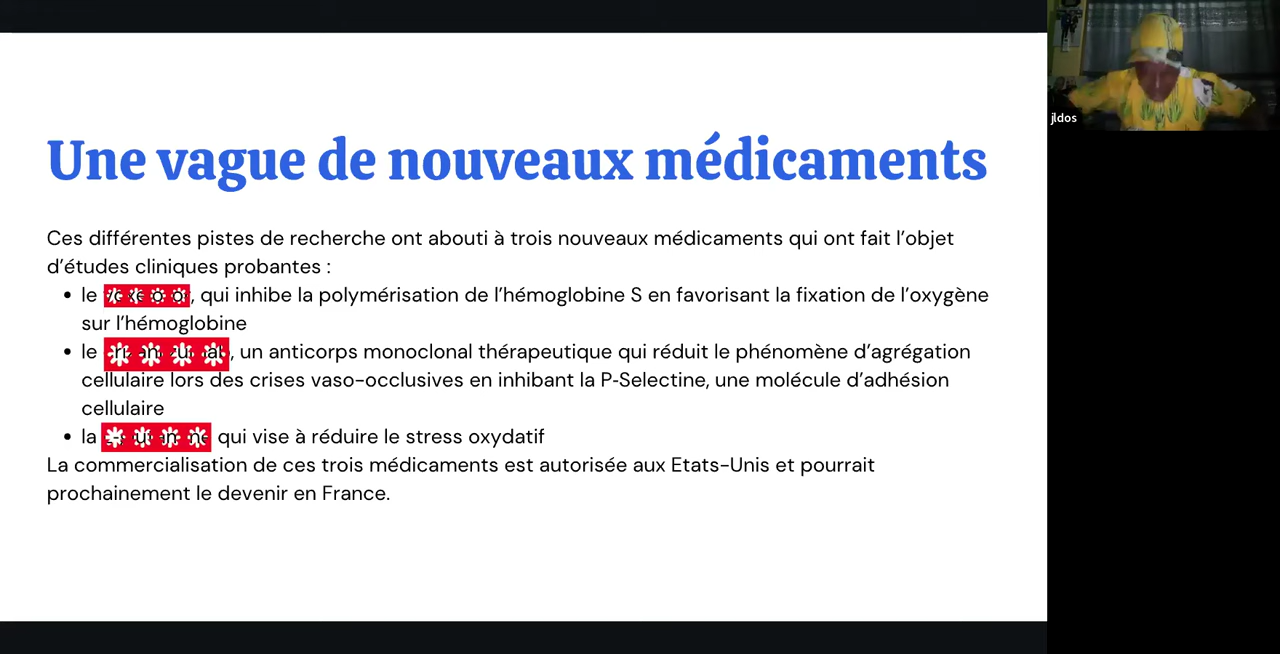 Une vague de nouveaux médicaments
Ces différentes pistes de recherche ont abouti à trois nouveaux médicaments qui ont fait l’objet
d’études cliniques probantes :
• le , qui inhibe la polymérisation de l’hémoglobine S en favorisant la fixation de l’oxygène
sur l’hémoglobine
• le , un anticorps monoclonal thérapeutique qui réduit le phénomène d’agrégation
cellulaire lors des crises vaso-occlusives en inhibant la P-Selectine, une molécule d’adhésion
cellulaire
• la qui vise à réduire le stress oxydatif
La commercialisation de ces trois médicaments est autorisée aux Etats-Unis et pourrait
prochainement le devenir en France.
jldos